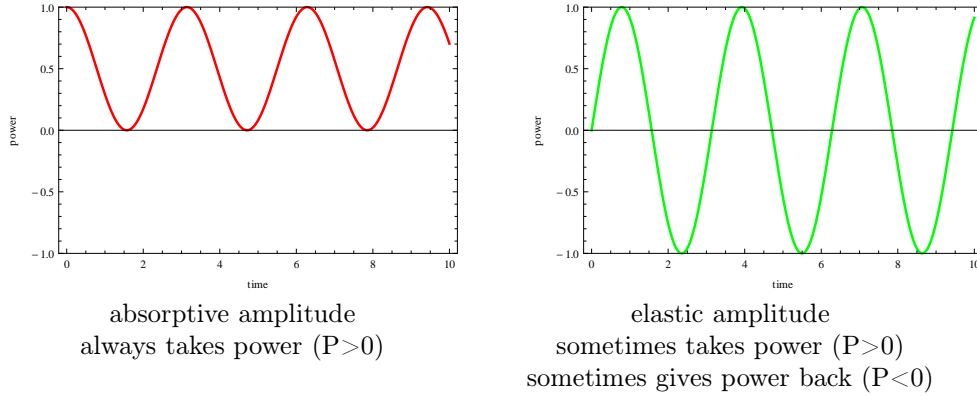 1.0
0.5
0.0
−0.5
−1.0
power
0 2 4 6 8 10
time
absorptive amplitude
always takes power (P>0)
1.0
0.5
0.0
−0.5
−1.0
power
0 2 4 6 8 10
time
elastic amplitude
sometimes takes power (P>0)
sometimes gives power back (P<0)